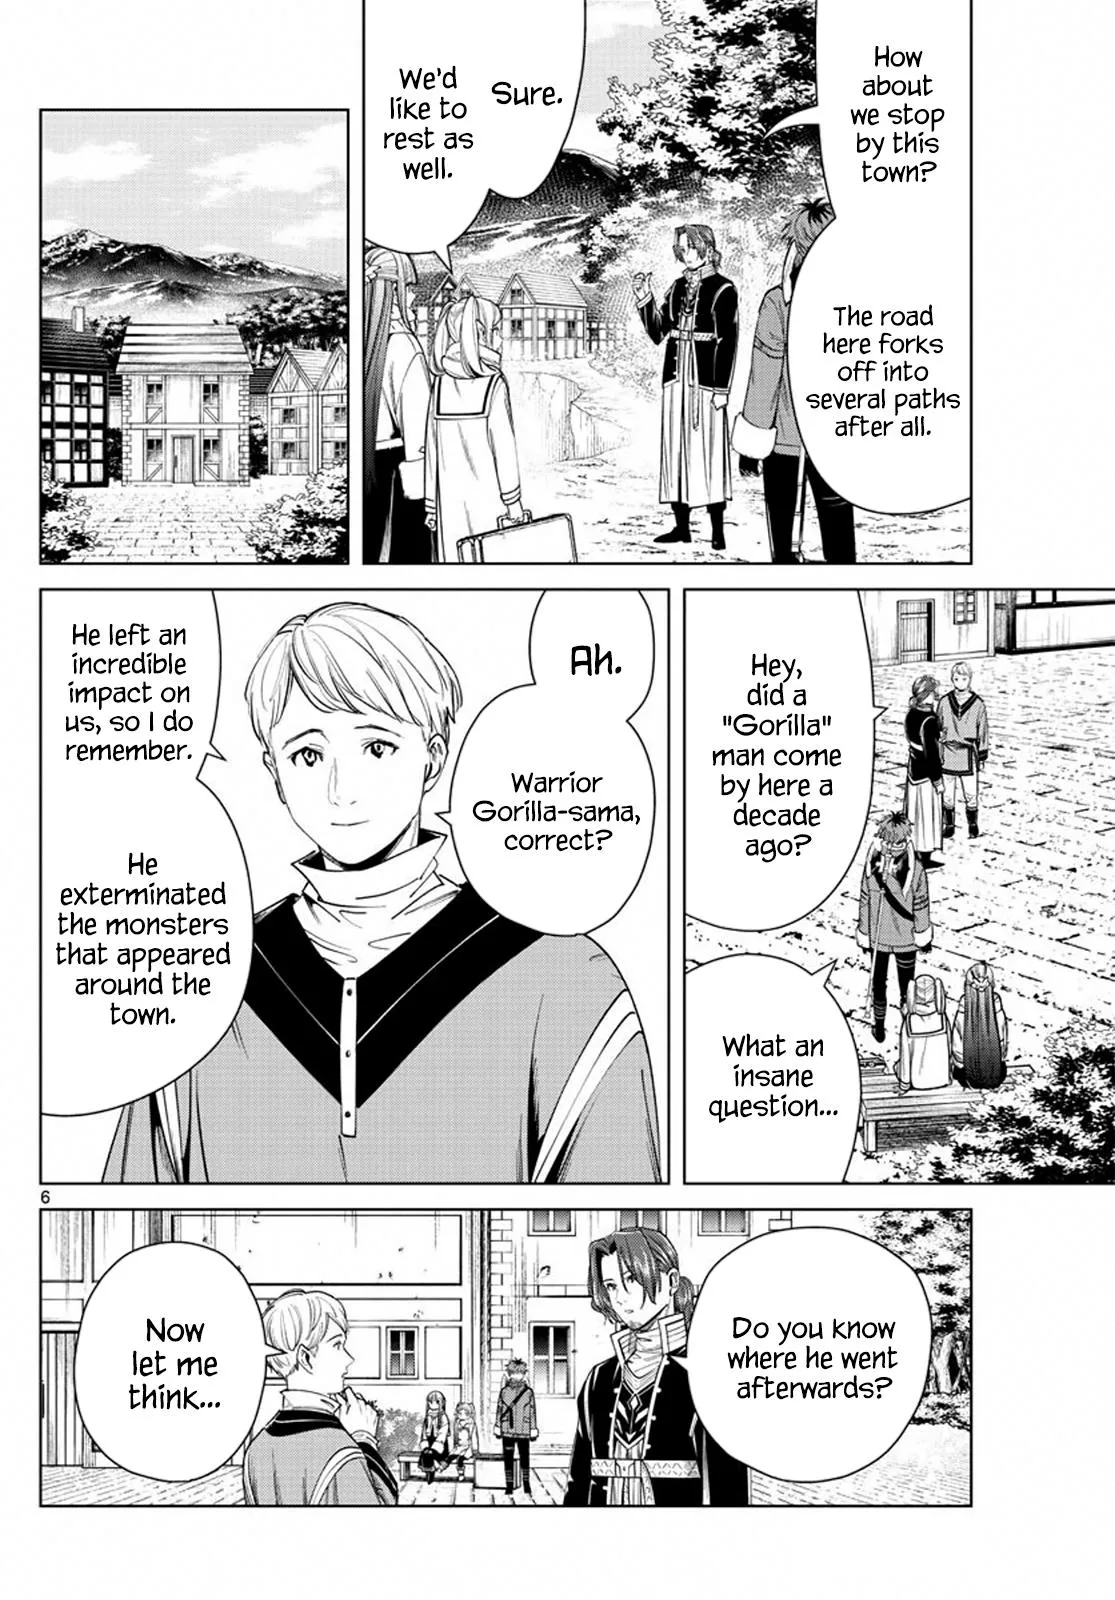 How
about
we stop
by this
town?
The road
here forks
off into
several paths
after all.
Sure.
We'd
like to
rest as
well.
Hey,
did a
"Gorilla"
man come
by here a
decade
ago?
What an
insane
question...
Ah.
Warrior
Gorilla-sama,
correct?
He left an
incredible
impact on
us, so I do
remember.
He
exterminated
the monsters
that appeared
around the
town.
6
Do you know
where he went
afterwards?
Now
let me
think...